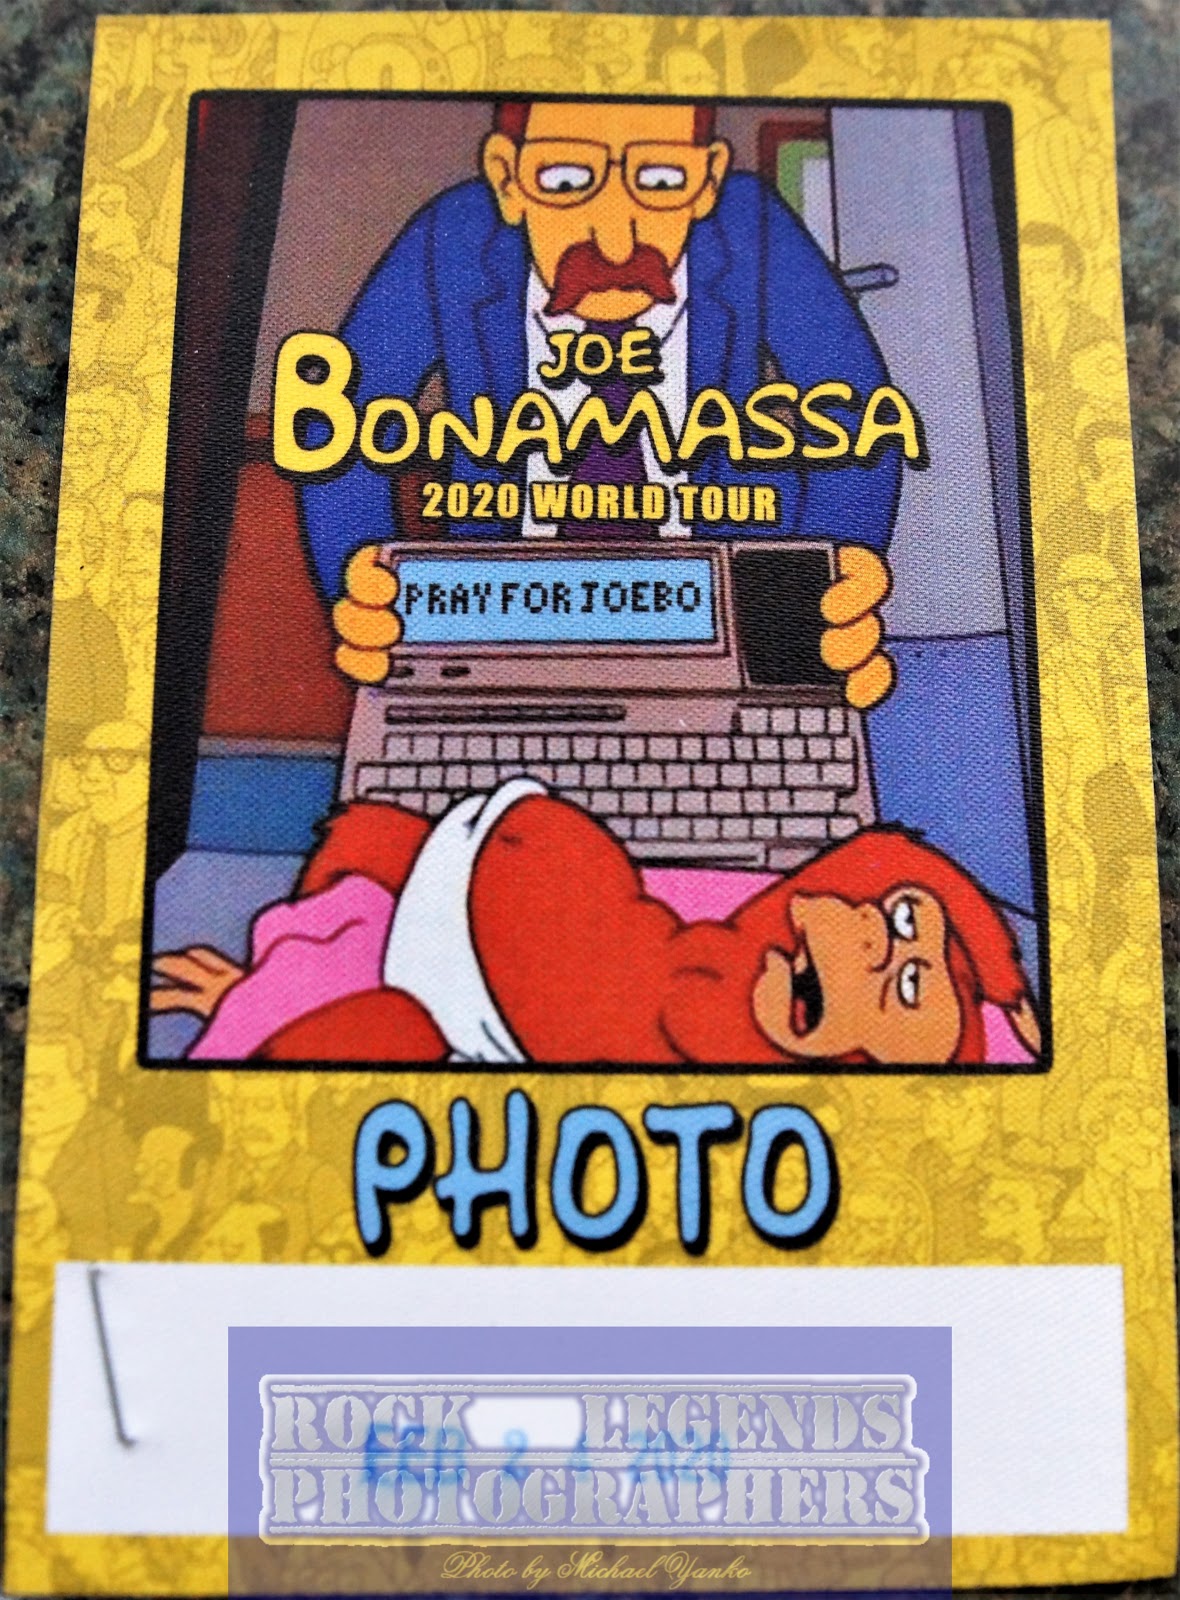 JOE
BONAMASSA
2020 WORLD TOUR
PRAY FOR JOEBO
PHOTO
ROCK LEGENDS
PHOTOGRAPHERS
Photo by Michael Yanko